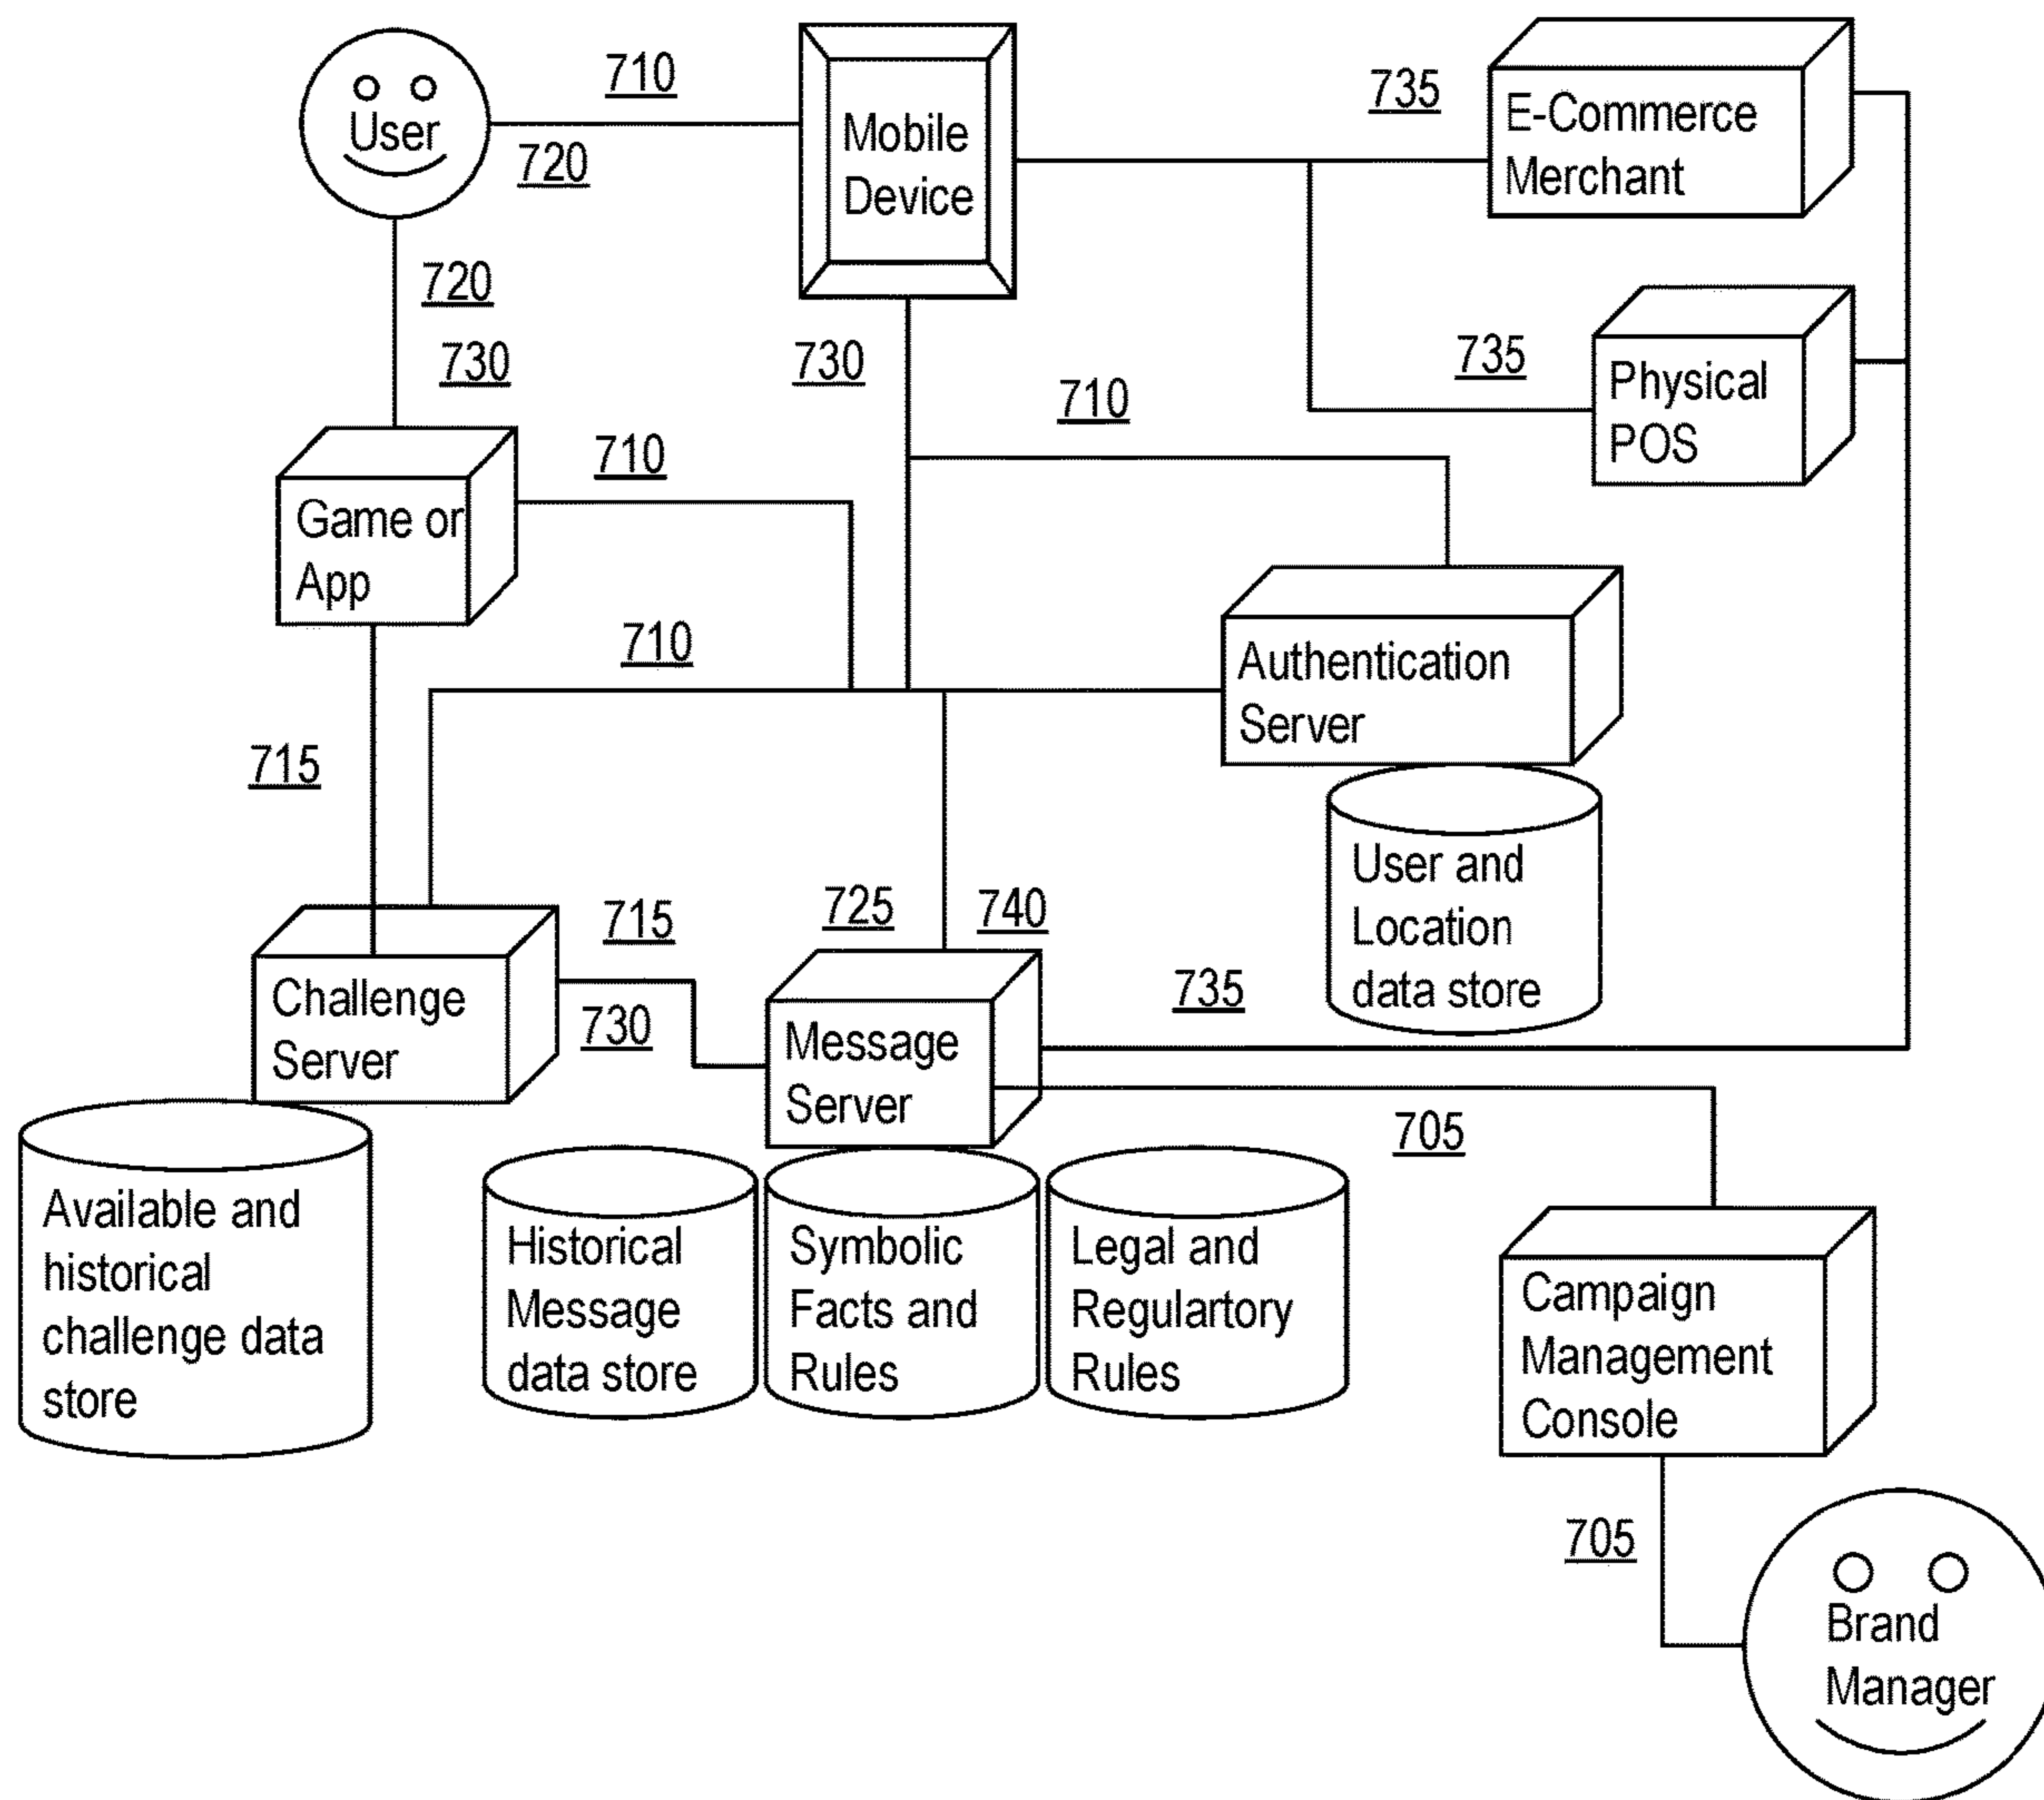 710
User
720
Mobile
Device
735
E-Commerce
Merchant
720
730
730
735
Physical
POS
710
710
Game or
App
710
Authentication
Server
715
User and
Location
data store
715
725
740
Challenge
Server
730
Message
Server
735
705
Available and
historical
challenge data
store
Historical
Message
data store
Symbolic
Facts and
Rules
Legal and
Regulartory
Rules
Campaign
Management
Console
705
Brand
Manager